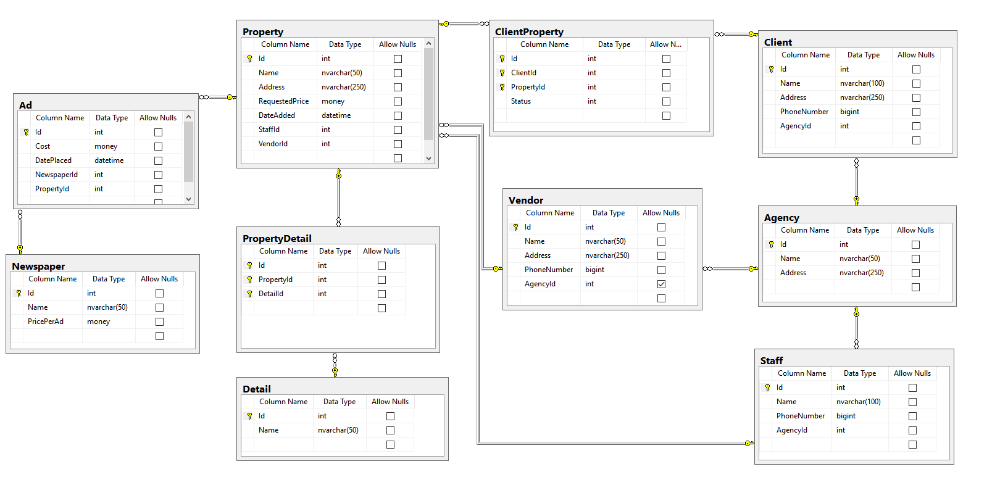 Property
Column Name Data Type Allow Nulls
Id int
Name nvarchar(50)
Address nvarchar(250)
RequestedPrice money
DateAdded datetime
StaffId int
VendorId int
ClientProperty
Column Name Data Type Allow N...
Id int
ClientId int
PropertyId int
Status int
Client
Column Name Data Type Allow Nulls
Id int
Name nvarchar(100)
Address nvarchar(250)
PhoneNumber bigint
AgencyId int
Ad
Column Name Data Type Allow Nulls
Id int
Cost money
DatePlaced datetime
NewspaperId int
PropertyId int
Vendor
Column Name Data Type Allow Nulls
Id int
Name nvarchar(50)
Address nvarchar(250)
PhoneNumber bigint
AgencyId int
Agency
Column Name Data Type Allow Nulls
Id int
Name nvarchar(50)
Address nvarchar(250)
PropertyDetail
Column Name Data Type Allow Nulls
Id int
PropertyId int
DetailId int
Newspaper
Column Name Data Type Allow Nulls
Id int
Name nvarchar(50)
PricePerAd money
Staff
Column Name Data Type Allow Nulls
Id int
Name nvarchar(100)
PhoneNumber bigint
AgencyId int
Detail
Column Name Data Type Allow Nulls
Id int
Name nvarchar(50)